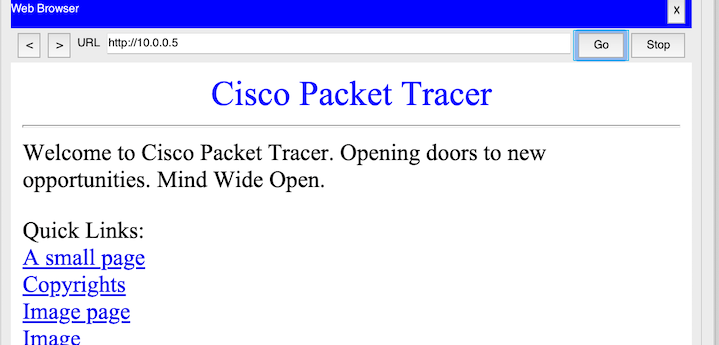 Web Browser
X
< > URL http://10.0.0.5 Go Stop
Cisco Packet Tracer
Welcome to Cisco Packet Tracer. Opening doors to new
opportunities. Mind Wide Open.
Quick Links:
A small page
Copyrights
Image page
Image